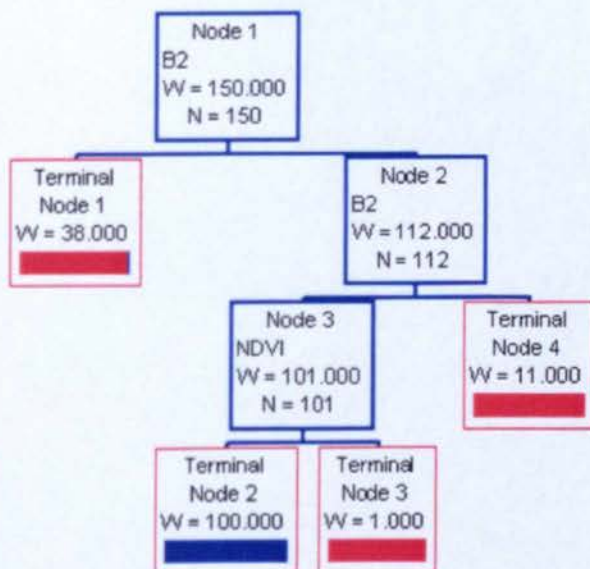 Node 1
B2
W = 150.000
N = 150
Terminal
Node 1
W = 38.000
Node 2
B2
W = 112.000
N = 112
Node 3
NDVI
W = 101.000
N = 101
Terminal
Node 4
W = 11.000
Terminal
Node 2
W = 100.000
Terminal
Node 3
W = 1.000